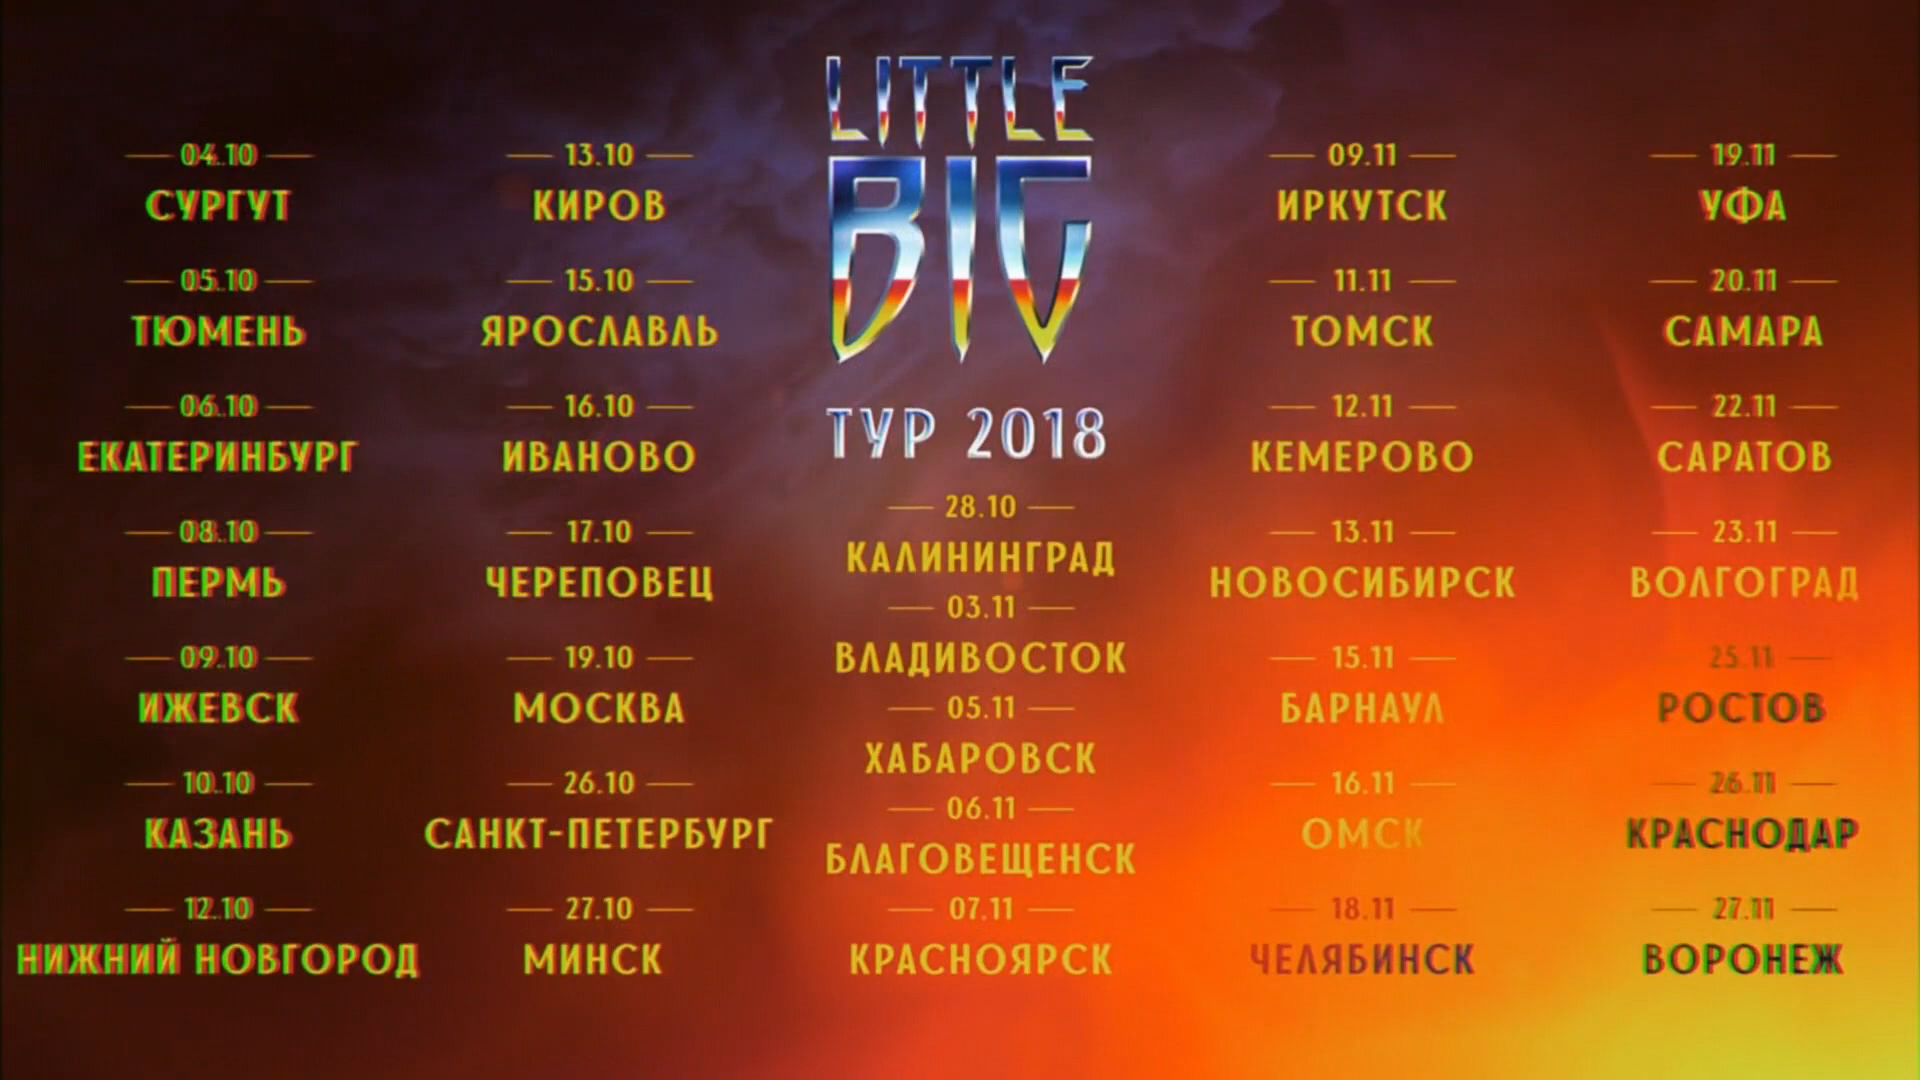 LITTLE
BIG
ТУР 2018
04.10
СУРГУТ
05.10
ТЮМЕНЬ
06.10
ЕКАТЕРИНБУРГ
08.10
ПЕРМЬ
09.10
ИЖЕВСК
10.10
КАЗАНЬ
12.10
НИЖНИЙ НОВГОРОД
13.10
КИРОВ
15.10
ЯРОСЛАВЛЬ
16.10
ИВАНОВО
17.10
ЧЕРЕПОВЕЦ
19.10
МОСКВА
26.10
САНКТ-ПЕТЕРБУРГ
27.10
МИНСК
28.10
КАЛИНИНГРАД
03.11
ВЛАДИВОСТОК
05.11
ХАБАРОВСК
06.11
БЛАГОВЕЩЕНСК
07.11
КРАСНОЯРСК
09.11
ИРКУТСК
11.11
ТОМСК
12.11
КЕМЕРОВО
13.11
НОВОСИБИРСК
15.11
БАРНАУЛ
16.11
ОМСК
18.11
ЧЕЛЯБИНСК
19.11
УФА
20.11
САМАРА
22.11
САРАТОВ
23.11
ВОЛГОГРАД
25.11
РОСТОВ
26.11
КРАСНОДАР
27.11
ВОРОНЕЖ